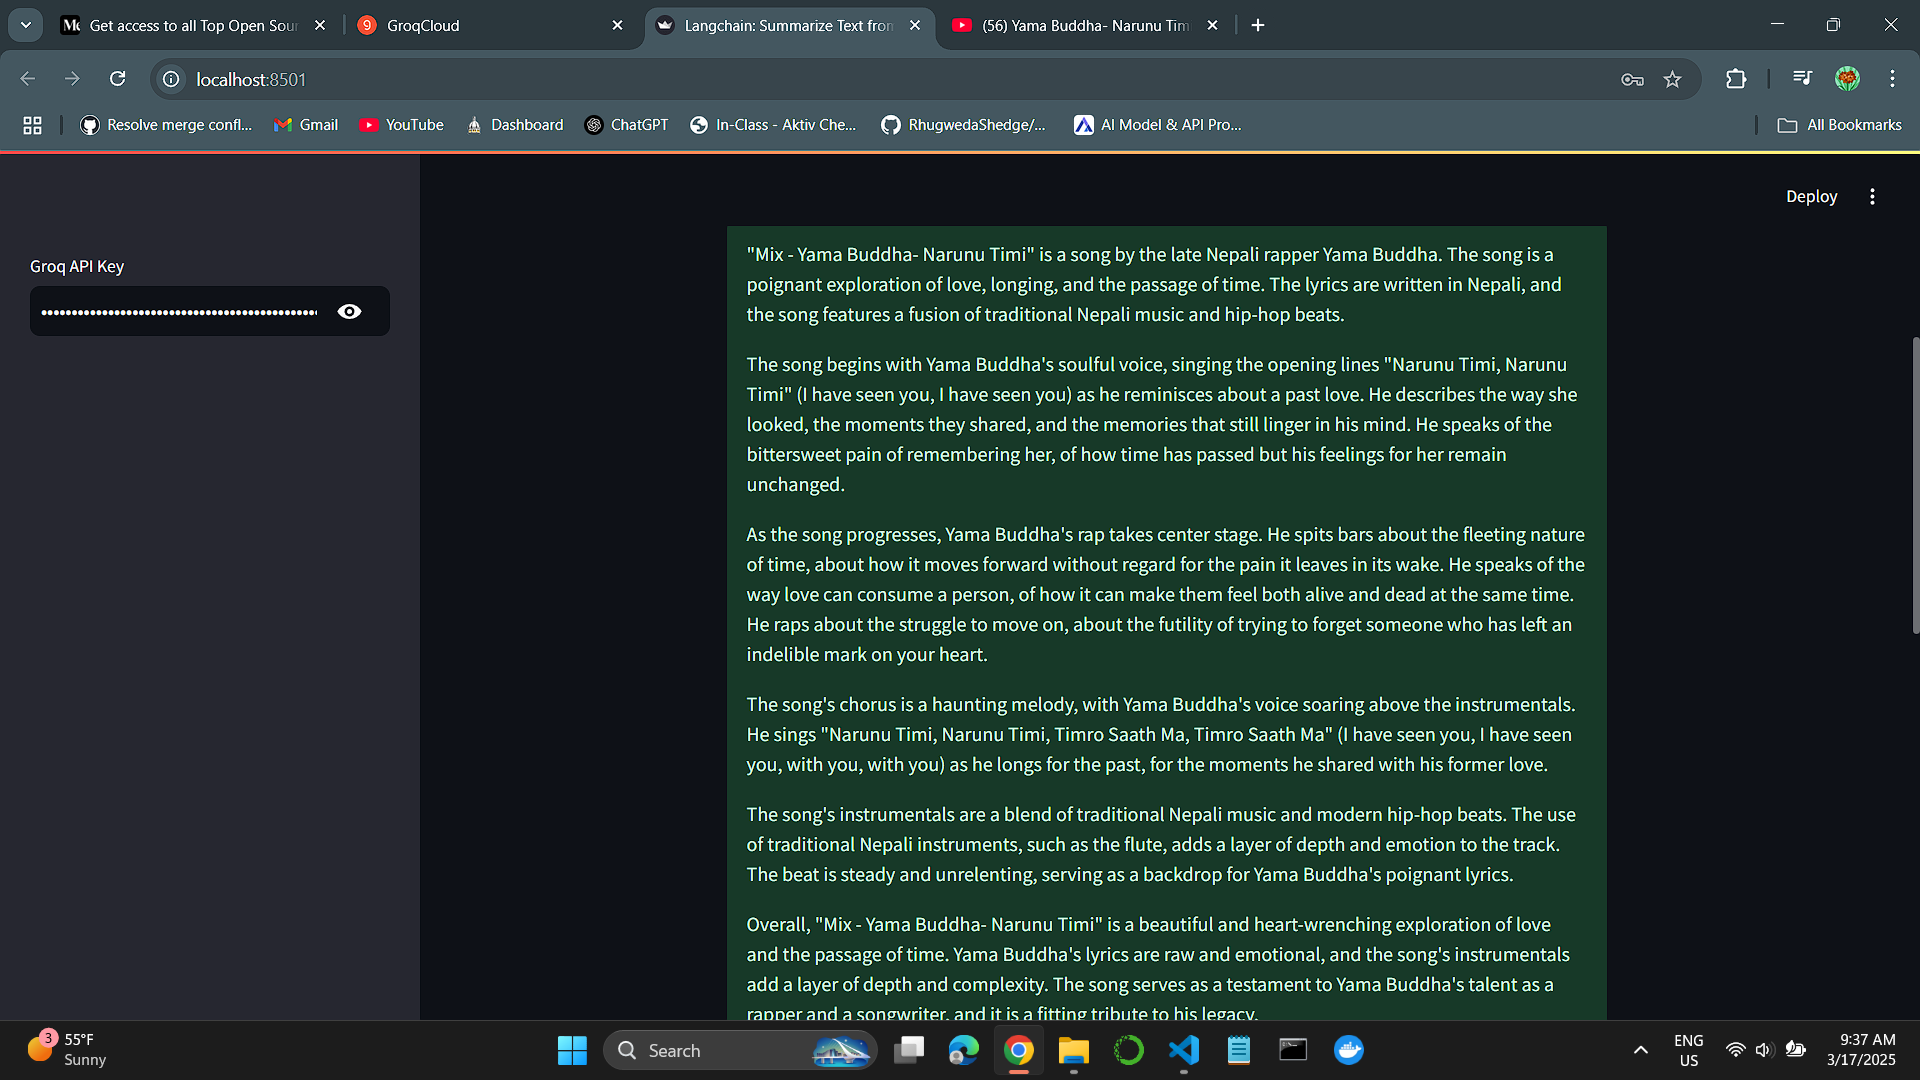 Get access to all Top Open Sour
GroqCloud
Langchain: Summarize Text from
(56) Yama Buddha- Narunu Tim
localhost:8501
Resolve merge confl...
Gmail
YouTube
Dashboard
ChatGPT
In-Class - Aktiv Che...
RhugwedaShedge/...
AI Model & API Pro...
All Bookmarks
Deploy
Groq API Key
"Mix - Yama Buddha- Narunu Timi" is a song by the late Nepali rapper Yama Buddha. The song is a
poignant exploration of love, longing, and the passage of time. The lyrics are written in Nepali, and
the song features a fusion of traditional Nepali music and hip-hop beats.
The song begins with Yama Buddha's soulful voice, singing the opening lines "Narunu Timi, Narunu
Timi" (I have seen you, I have seen you) as he reminisces about a past love. He describes the way she
looked, the moments they shared, and the memories that still linger in his mind. He speaks of the
bittersweet pain of remembering her, of how time has passed but his feelings for her remain
unchanged.
As the song progresses, Yama Buddha's rap takes center stage. He spits bars about the fleeting nature
of time, about how it moves forward without regard for the pain it leaves in its wake. He speaks of the
way love can consume a person, of how it can make them feel both alive and dead at the same time.
He raps about the struggle to move on, about the futility of trying to forget someone who has left an
indelible mark on your heart.
The song's chorus is a haunting melody, with Yama Buddha's voice soaring above the instrumentals.
He sings "Narunu Timi, Narunu Timi, Timro Saath Ma, Timro Saath Ma" (I have seen you, I have seen
you, with you, with you) as he longs for the past, for the moments he shared with his former love.
The song's instrumentals are a blend of traditional Nepali music and modern hip-hop beats. The use
of traditional Nepali instruments, such as the flute, adds a layer of depth and emotion to the track.
The beat is steady and unrelenting, serving as a backdrop for Yama Buddha's poignant lyrics.
Overall, "Mix - Yama Buddha- Narunu Timi" is a beautiful and heart-wrenching exploration of love
and the passage of time. Yama Buddha's lyrics are raw and emotional, and the song's instrumentals
add a layer of depth and complexity. The song serves as a testament to Yama Buddha's talent as a
rapper and a songwriter, and it is a fitting tribute to his legacy.
3
55°F
Sunny
Search
ENG
US
9:37 AM
3/17/2025